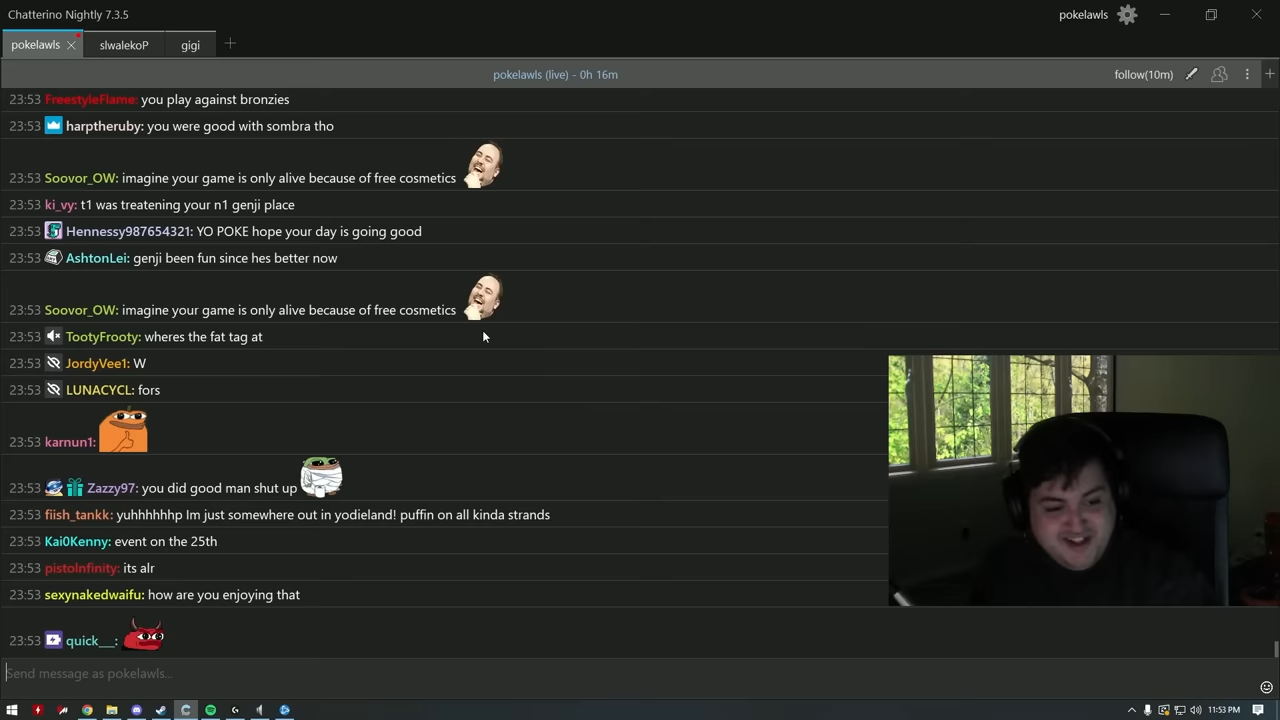 Chatterino Nightly 7.3.5
pokelawls
pokelawls
slwalekoP
gigi
pokelawls (live) - 0h 16m
follow(10m)
23:53 FreestyleFlame: you play against bronzies
23:53 harptheruby: you were good with sombra tho
23:53 Soovor_OW: imagine your game is only alive because of free cosmetics
23:53 ki_vy: t1 was treatening your n1 genji place
23:53 Hennessy987654321: YO POKE hope your day is going good
23:53 AshtonLei: genji been fun since hes better now
23:53 Soovor_OW: imagine your game is only alive because of free cosmetics
23:53 TootyFrooty: wheres the fat tag at
23:53 JordyVee1: W
23:53 LUNACYCL: fors
23:53 karnun1:
23:53 Zazzy97: you did good man shut up
23:53 fiish_tankk: yuhhhhhp Im just somewhere out in yodieland! puffin on all kinda strands
23:53 Kai0Kenny: event on the 25th
23:53 pistolnfinity: its alr
23:53 sexynakedwaifu: how are you enjoying that
23:53 quick__:
Send message as pokelawls...
11:53 PM